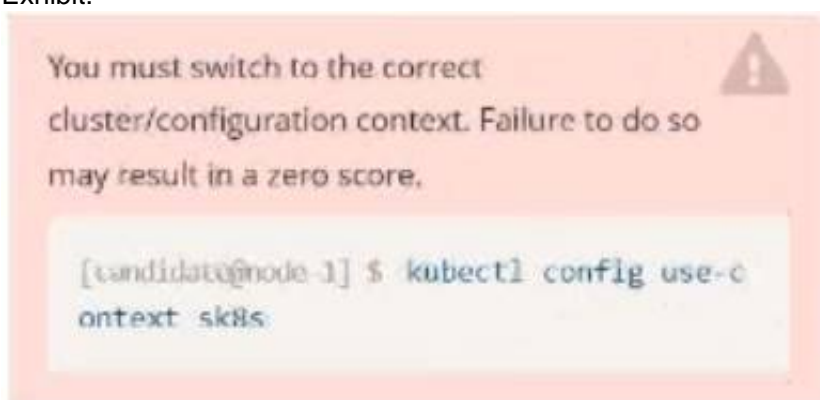 Exhibit:
You must switch to the correct
cluster/configuration context. Failure to do so
may result in a zero score.
[candidate@node-1] $ kubectl config use-c
ontext sk8s